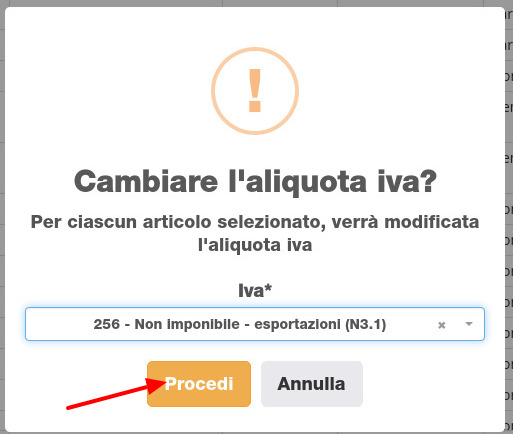 !
Cambiare l'aliquota iva?
Per ciascun articolo selezionato, verrà modificata
l'aliquota iva
Iva*
256 - Non imponibile - esportazioni (N3.1) × 
Procedi Annulla